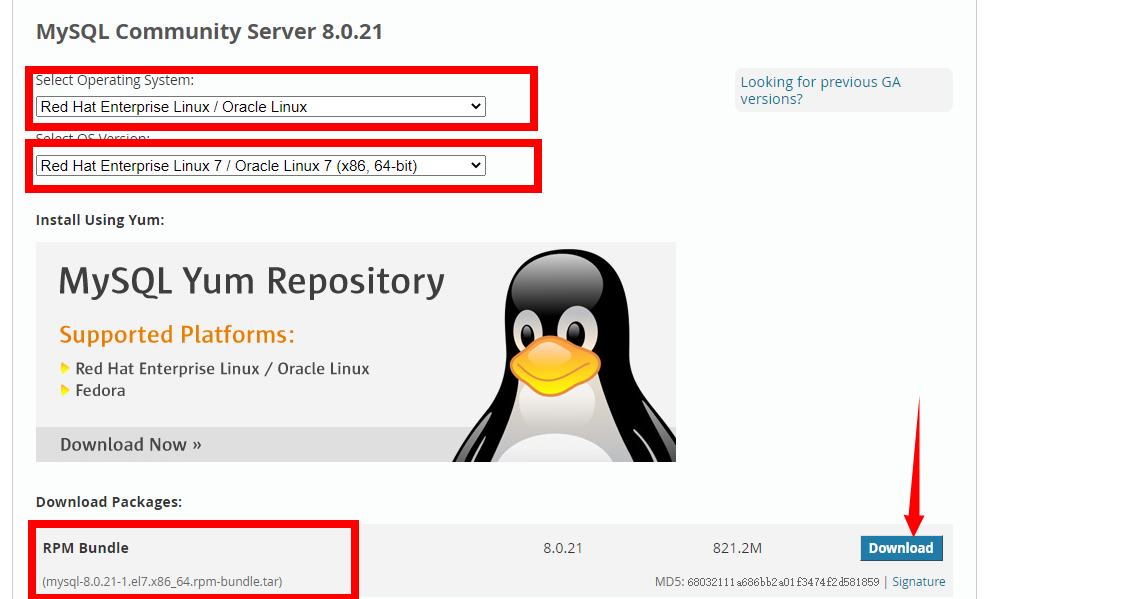 MySQL Community Server 8.0.21
Select Operating System:
Looking for previous GA
versions?
Red Hat Enterprise Linux / Oracle Linux
Select OS Version:
Red Hat Enterprise Linux 7 / Oracle Linux 7 (x86, 64-bit)
Install Using Yum:
MySQL Yum Repository
Supported Platforms:
Red Hat Enterprise Linux / Oracle Linux
Fedora
Download Now »
Download Packages:
RPM Bundle 8.0.21 821.2M Download
(mysql-8.0.21-1.el7.x86_64.rpm-bundle.tar) MD5: 68032111a686bb2a01f3474f2d581859 | Signature